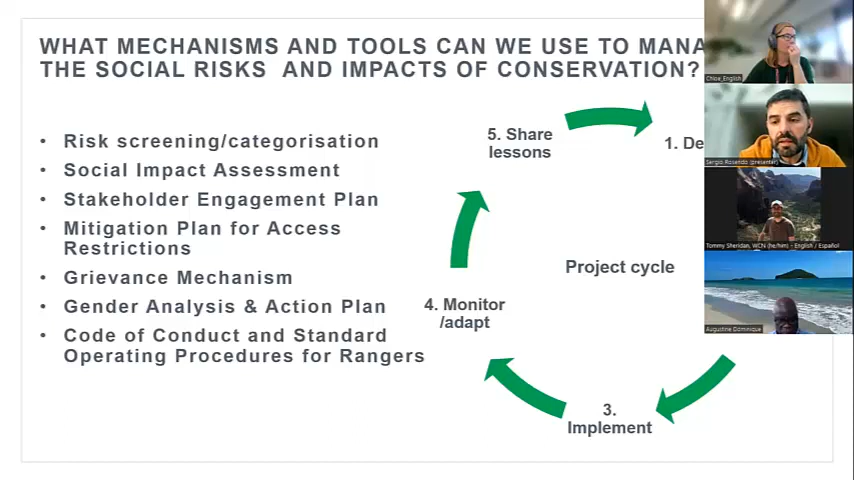 WHAT MECHANISMS AND TOOLS CAN WE USE TO MANA
THE SOCIAL RISKS AND IMPACTS OF CONSERVATION?
• Risk screening/categorisation
• Social Impact Assessment
• Stakeholder Engagement Plan
• Mitigation Plan for Access
Restrictions
• Grievance Mechanism
• Gender Analysis & Action Plan
• Code of Conduct and Standard
Operating Procedures for Rangers
5. Share
lessons
1. De
Project cycle
4. Monitor
/adapt
3.
Implement
Chloe_English
Sergio Rosendo (presenter)
Tommy Sheridan, WCN (he/him) - English / Español
Augustine Dominique